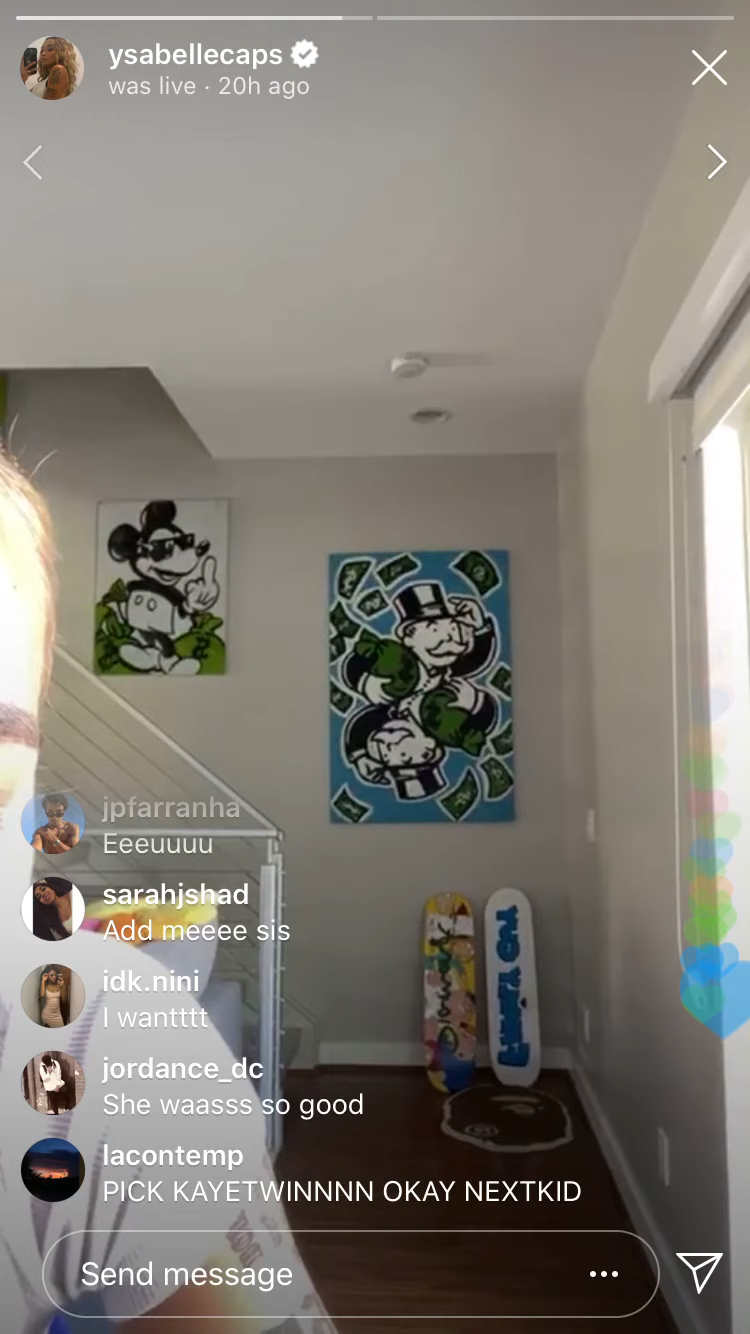 ysabellecaps
was live · 20h ago
jpfarranha
Eeeuuuu
sarahjshad
Add meeee sis
idk.nini
I wantttt
jordance_dc
She waasss so good
lacontemp
PICK KAYETWINNNN OKAY NEXTKID
Send message